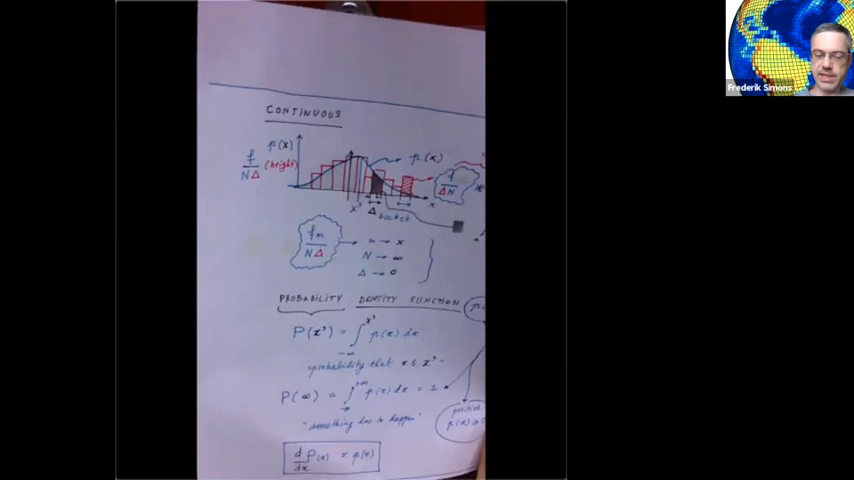 CONTINUOUS
p(x)
f
NΔ
(height)
p(x)
f
ΔN
x'
Δ
bucket
x
f_m
NΔ
n → x
N → ∞
Δ → 0
PROBABILITY DENSITY FUNCTION
P(x') = ∫_{-∞}^{x'} p(x) dx
probability that x ≤ x'
P(∞) = ∫_{-∞}^{+∞} p(x) dx = 1
"something has to happen"
positive
d/dx P(x) = p(x)
Frederik Simons